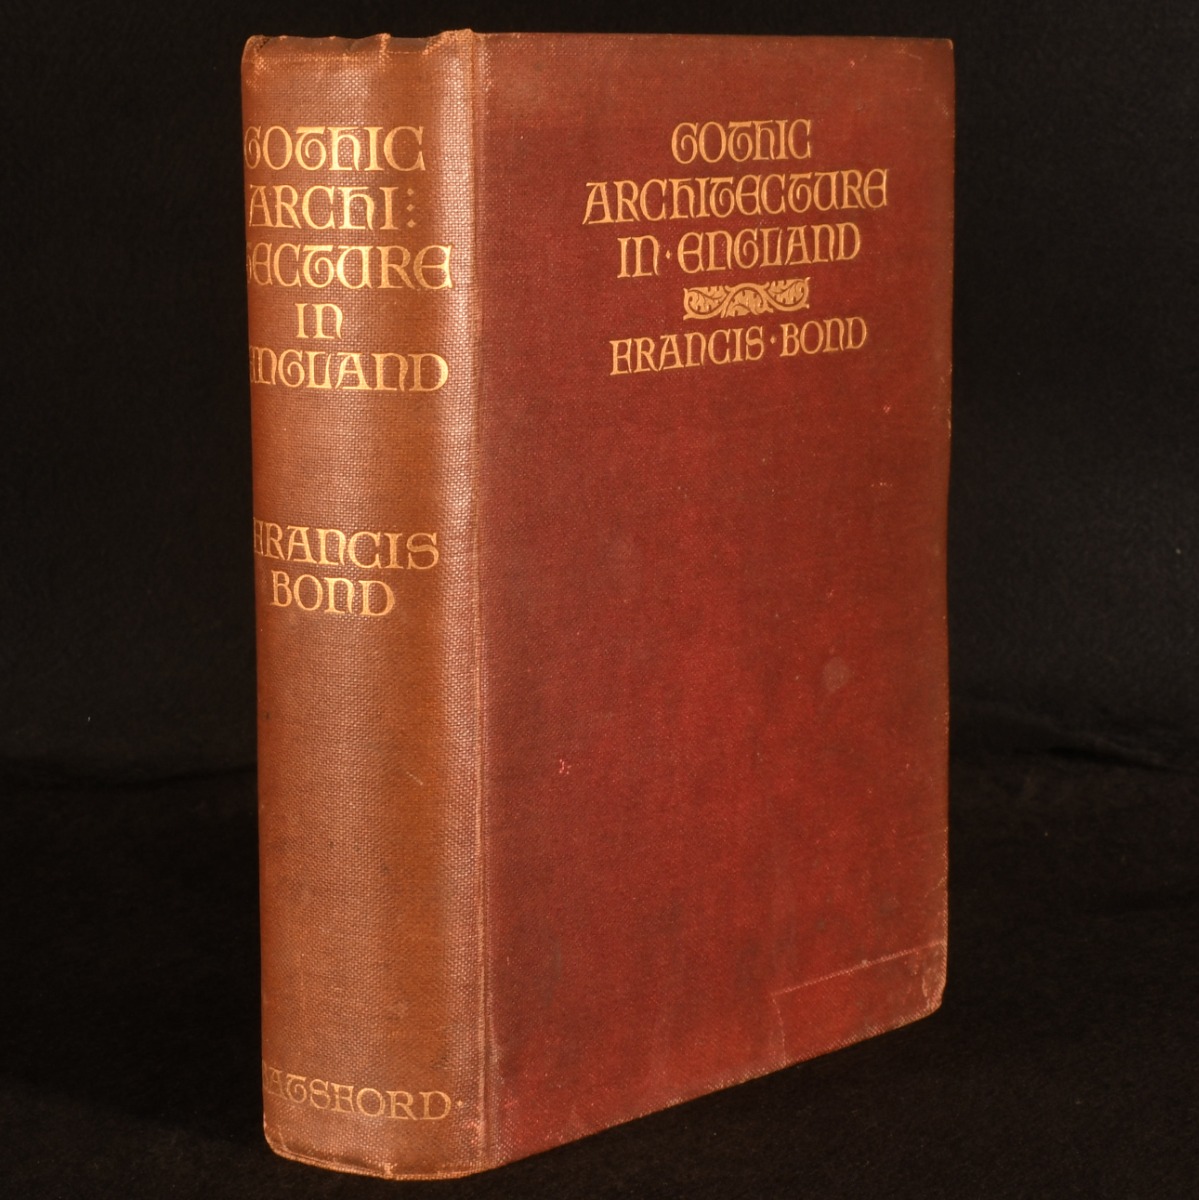 GOTHIC
ARCHI⋮
TECTURE
IN
ENGLAND
FRANCIS
BOND
BATSFORD·
GOTHIC
ARCHITECTURE
IN·ENGLAND
FRANCIS·BOND